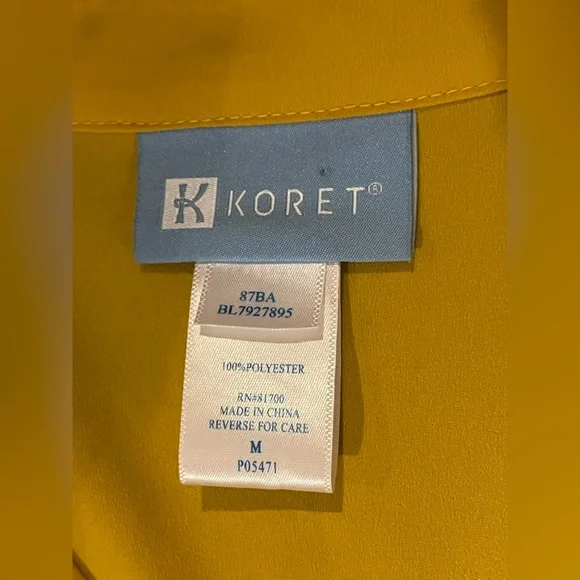 K KORET®
87BA
BL7927895
100%POLYESTER
RN#81700
MADE IN CHINA
REVERSE FOR CARE
M
P05471